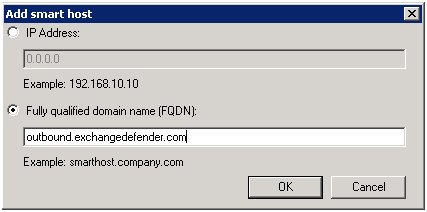 Add smart host
IP Address:
0.0.0.0
Example: 192.168.10.10
Fully qualified domain name (FQDN):
outbound.exchangedefender.com
Example: smarthost.company.com
OK Cancel